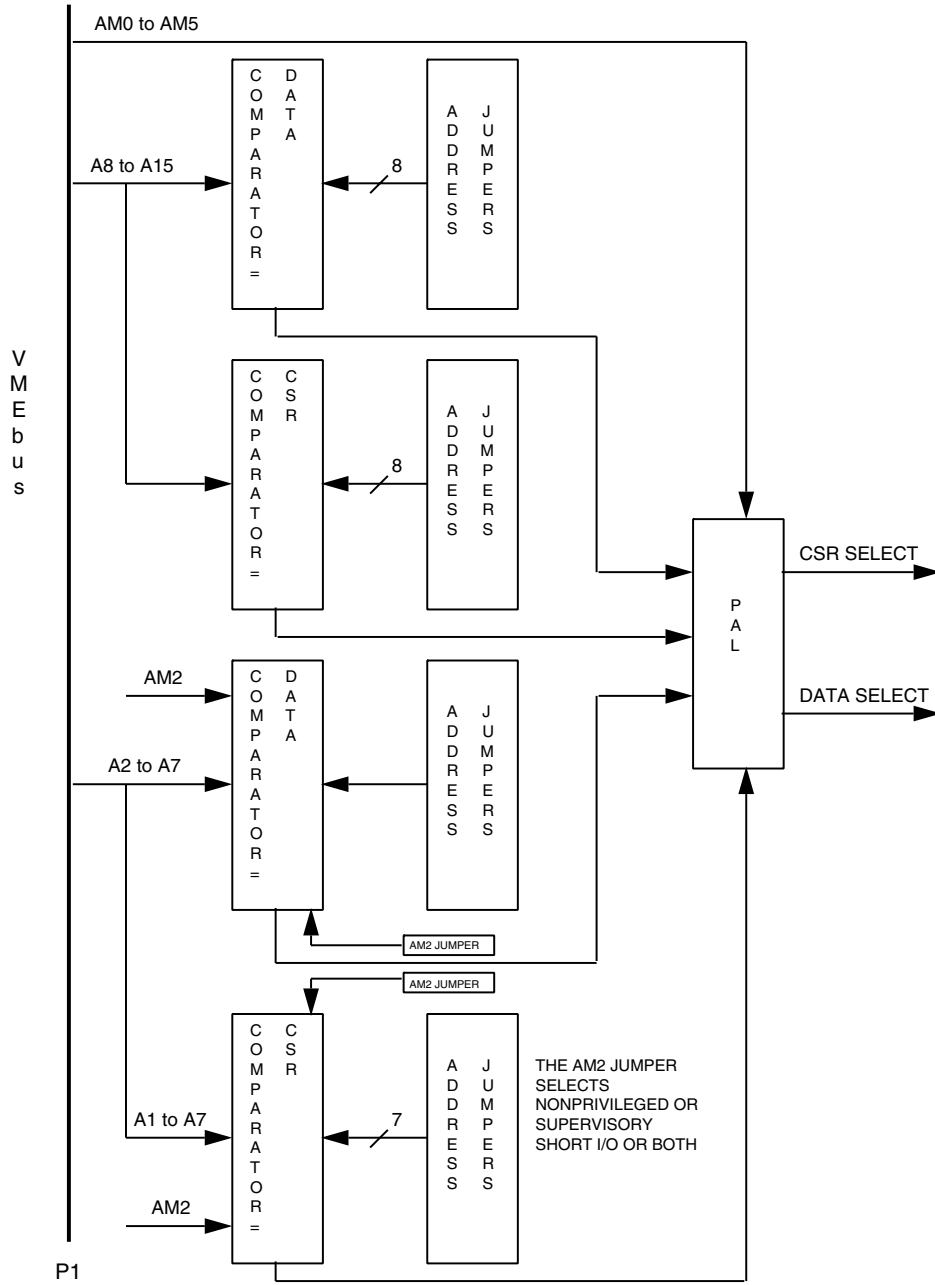 AM0 to AM5
DATA
COMPARATOR=
ADDRESS
JUMPERS
A8 to A15
8
VMEbus
CSR
COMPARATOR=
ADDRESS
JUMPERS
8
PAL
CSR SELECT
DATA SELECT
AM2
DATA
COMPARATOR=
ADDRESS
JUMPERS
A2 to A7
AM2 JUMPER
AM2 JUMPER
CSR
COMPARATOR=
ADDRESS
JUMPERS
THE AM2 JUMPER
SELECTS
NONPRIVILEGED OR
SUPERVISORY
SHORT I/O OR BOTH
A1 to A7
7
AM2
P1